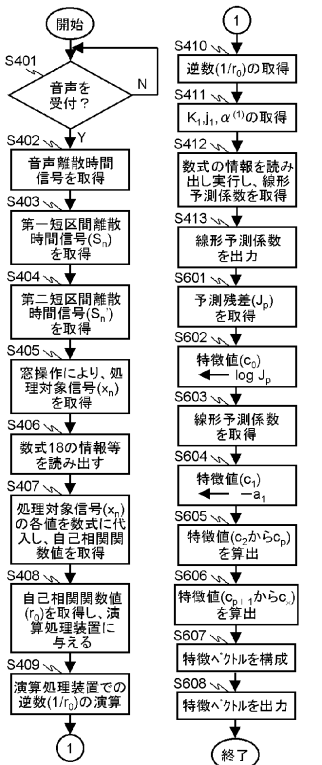 開始
S401
音声を
受付？
N
Y
S402
音声離散時間
信号を取得
S403
第一短区間離散
時間信号(Sn)
を取得
S404
第二短区間離散
時間信号(Sn')
を取得
S405
窓操作により、処
理対象信号(xn)
を取得
S406
数式18の情報等
を読み出す
S407
処理対象信号(xn)
の各値を数式に代
入し、自己相関関
数値を取得
S408
自己相関関数値
(r0)を取得し、演
算処理装置に
与える
S409
演算処理装置での
逆数(1/r0)の演算
1
1
S410
逆数(1/r0)の取得
S411
K1,j1,α(1)の取得
S412
数式の情報を読み
出し実行し、線形
予測係数を取得
S413
線形予測係数
を出力
S601
予測残差(Jp)
を取得
S602
特徴値(c0)
← log Jp
S603
線形予測係数
を取得
S604
特徴値(c1)
← −a1
S605
特徴値(c2からcp)
を算出
S606
特徴値(cp+1から
を算出
S607
特徴ベクトルを構成
S608
特徴ベクトルを出力
終了